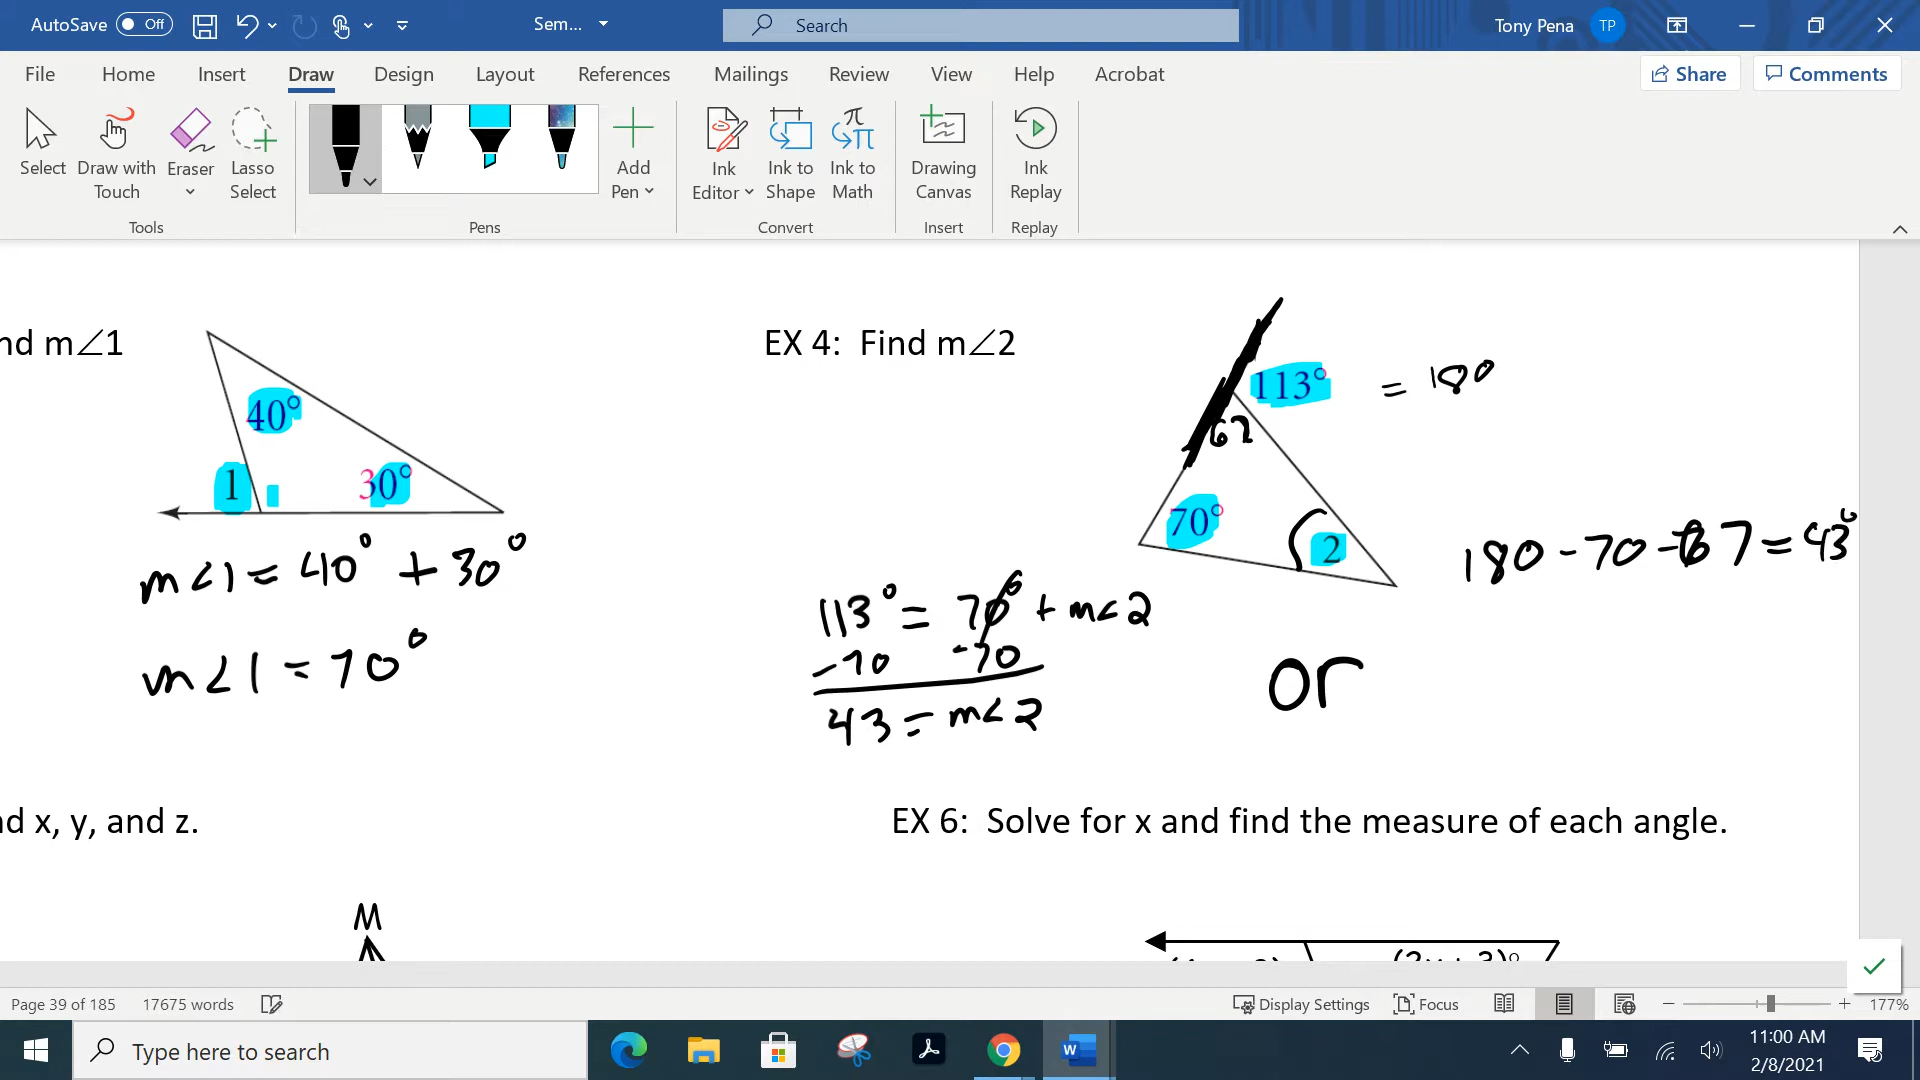 AutoSave Off Sem... Search Tony Pena TP
File Home Insert Draw Design Layout References Mailings Review View Help Acrobat Share Comments
Select Draw with Touch Eraser Lasso Select Add Pen Ink Editor Ink to Shape Ink to Math Drawing Canvas Ink Replay
Tools Pens Convert Insert Replay
nd m∠1
40°
1
30°
m∠1 = 40° + 30°
m∠1 = 70°
EX 4: Find m∠2
113° = 180
67
70°
2
180 - 70 - 67 = 43°
113° = 70° + m∠2
-70 -70
43 = m∠2
or
nd x, y, and z.
M
EX 6: Solve for x and find the measure of each angle.
Page 39 of 185 17675 words Display Settings Focus 177%
Type here to search
11:00 AM
2/8/2021